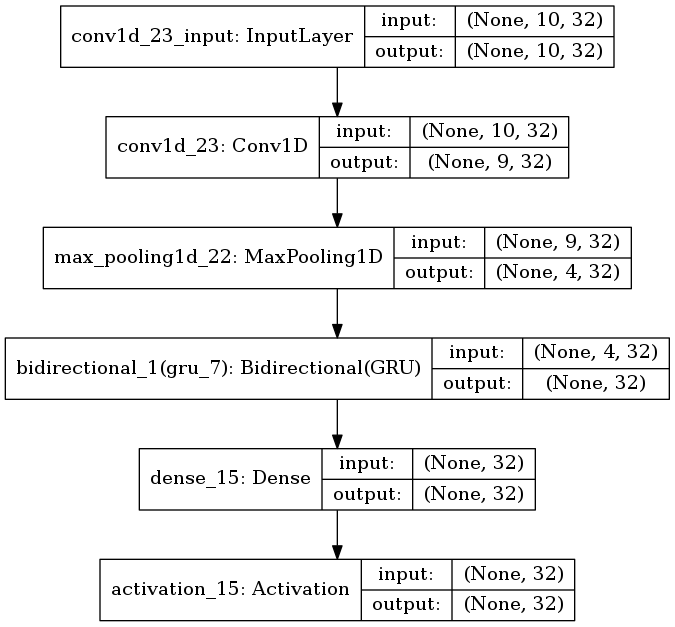 conv1d_23_input: InputLayer
input: (None, 10, 32)
output: (None, 10, 32)
conv1d_23: Conv1D
input: (None, 10, 32)
output: (None, 9, 32)
max_pooling1d_22: MaxPooling1D
input: (None, 9, 32)
output: (None, 4, 32)
bidirectional_1(gru_7): Bidirectional(GRU)
input: (None, 4, 32)
output: (None, 32)
dense_15: Dense
input: (None, 32)
output: (None, 32)
activation_15: Activation
input: (None, 32)
output: (None, 32)